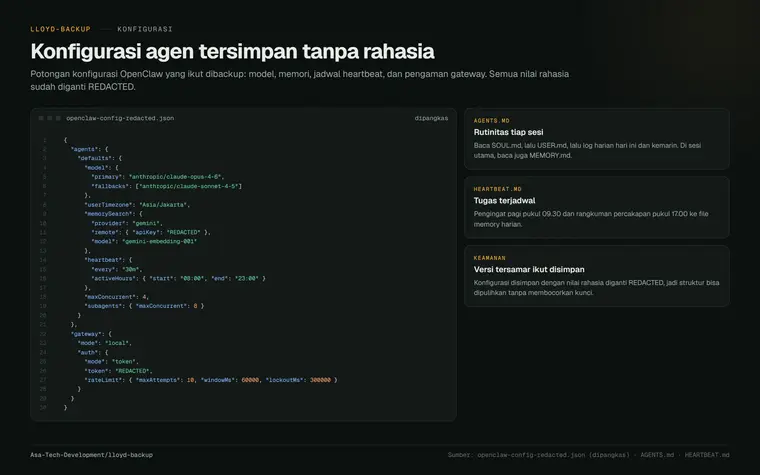 LLOYD-BACKUP — KONFIGURASI
Konfigurasi agen tersimpan tanpa rahasia
Potongan konfigurasi OpenClaw yang ikut dibackup: model, memori, jadwal heartbeat, dan pengaman gateway. Semua nilai rahasia
sudah diganti REDACTED.
openclaw-config-redacted.json dipangkas
1 {
2 "agents": {
3 "defaults": {
4 "model": {
5 "primary": "anthropic/claude-opus-4-6",
6 "fallbacks": ["anthropic/claude-sonnet-4-5"]
7 },
8 "userTimezone": "Asia/Jakarta",
9 "memorySearch": {
10 "provider": "gemini",
11 "remote": { "apiKey": "REDACTED" },
12 "model": "gemini-embedding-001"
13 },
14 "heartbeat": {
15 "every": "30m",
16 "activeHours": { "start": "08:00", "end": "23:00" }
17 },
18 "maxConcurrent": 4,
19 "subagents": { "maxConcurrent": 8 }
20 }
21 },
22 "gateway": {
23 "mode": "local",
24 "auth": {
25 "mode": "token",
26 "token": "REDACTED",
27 "rateLimit": { "maxAttempts": 10, "windowMs": 60000, "lockoutMs": 300000 }
28 }
29 }
30 }
AGENTS.MD
Rutinitas tiap sesi
Baca SOUL.md, lalu USER.md, lalu log harian hari ini dan kemarin. Di sesi
utama, baca juga MEMORY.md.
HEARTBEAT.MD
Tugas terjadwal
Pengingat pagi pukul 09.30 dan rangkuman percakapan pukul 17.00 ke file
memory harian.
KEAMANAN
Versi tersamar ikut disimpan
Konfigurasi disimpan dengan nilai rahasia diganti REDACTED, jadi struktur bisa
dipulihkan tanpa membocorkan kunci.
Asa-Tech-Development/lloyd-backup
Sumber: openclaw-config-redacted.json (dipangkas) · AGENTS.md · HEARTBEAT.md